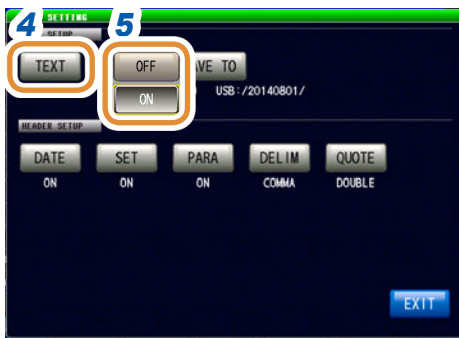 4 SETTING 5
SETUP
TEXT OFF VE TO
ON USB:/20140801/
HEADER SETUP
DATE SET PARA DELIM QUOTE
ON ON ON COMMA DOUBLE
EXIT